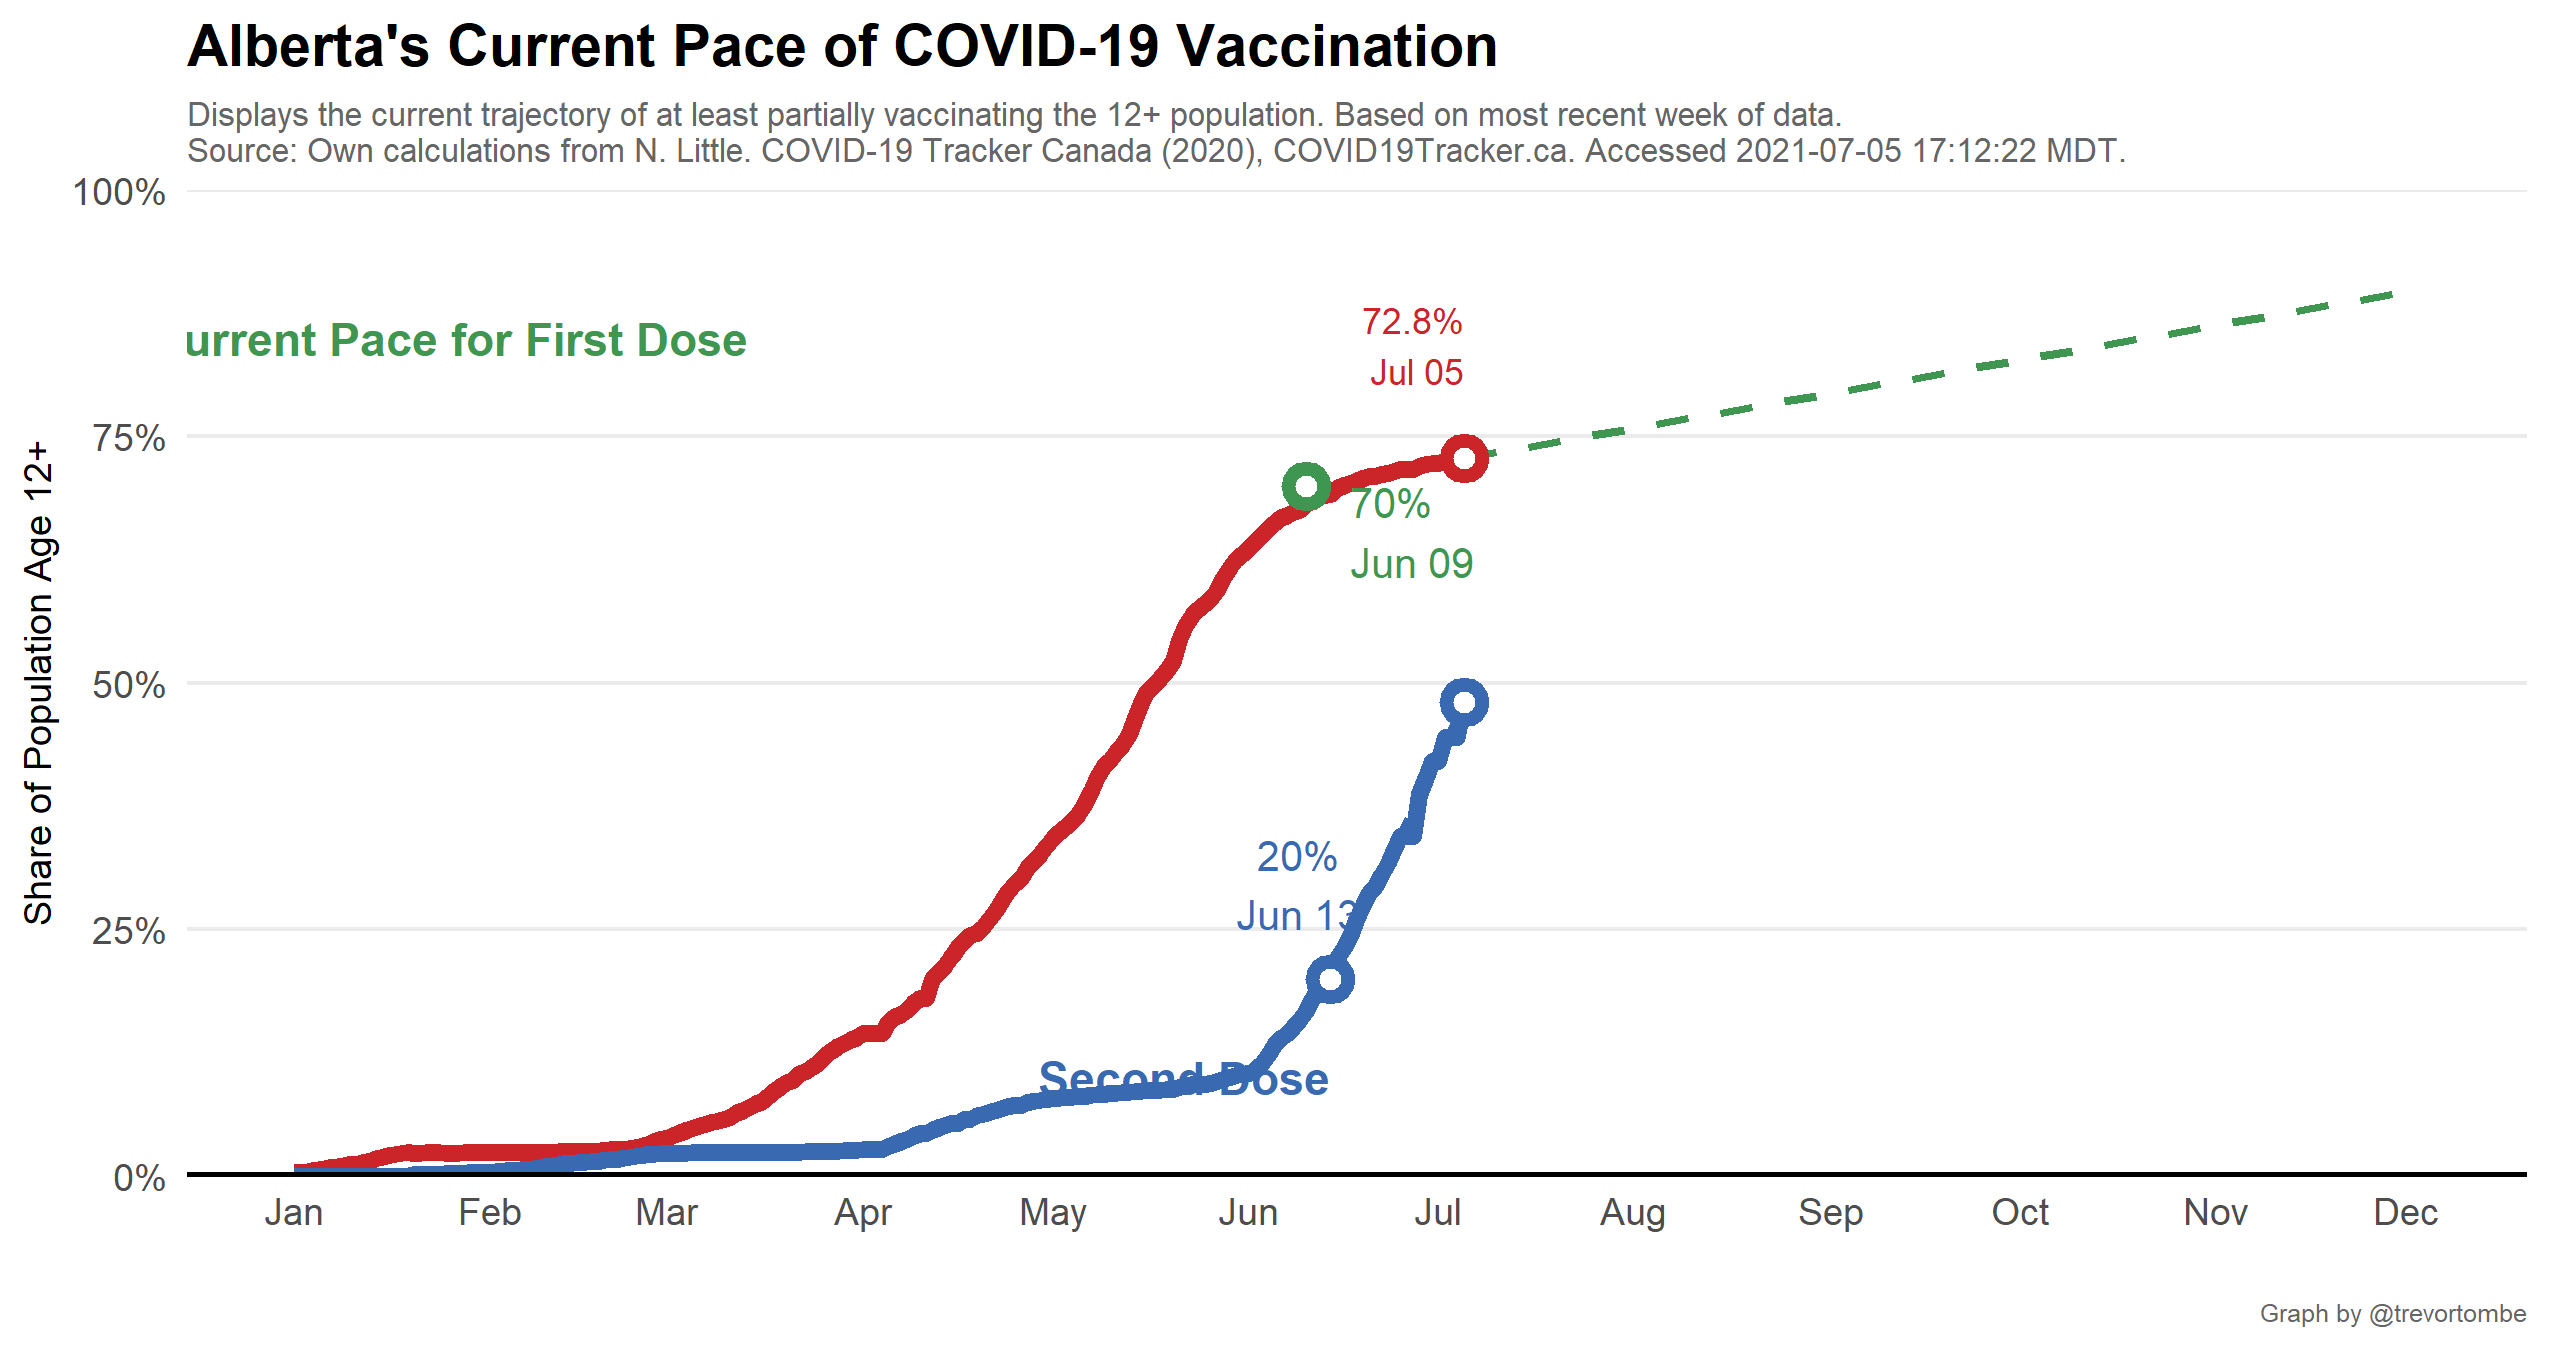 Alberta's Current Pace of COVID-19 Vaccination
Displays the current trajectory of at least partially vaccinating the 12+ population. Based on most recent week of data.
Source: Own calculations from N. Little. COVID-19 Tracker Canada (2020), COVID19Tracker.ca. Accessed 2021-07-05 17:12:22 MDT.
100%
75%
50%
25%
0%
Share of Population Age 12+
urrent Pace for First Dose
72.8%
Jul 05
70%
Jun 09
20%
Jun 13
Second Dose
Jan Feb Mar Apr May Jun Jul Aug Sep Oct Nov Dec
Graph by @trevortombe